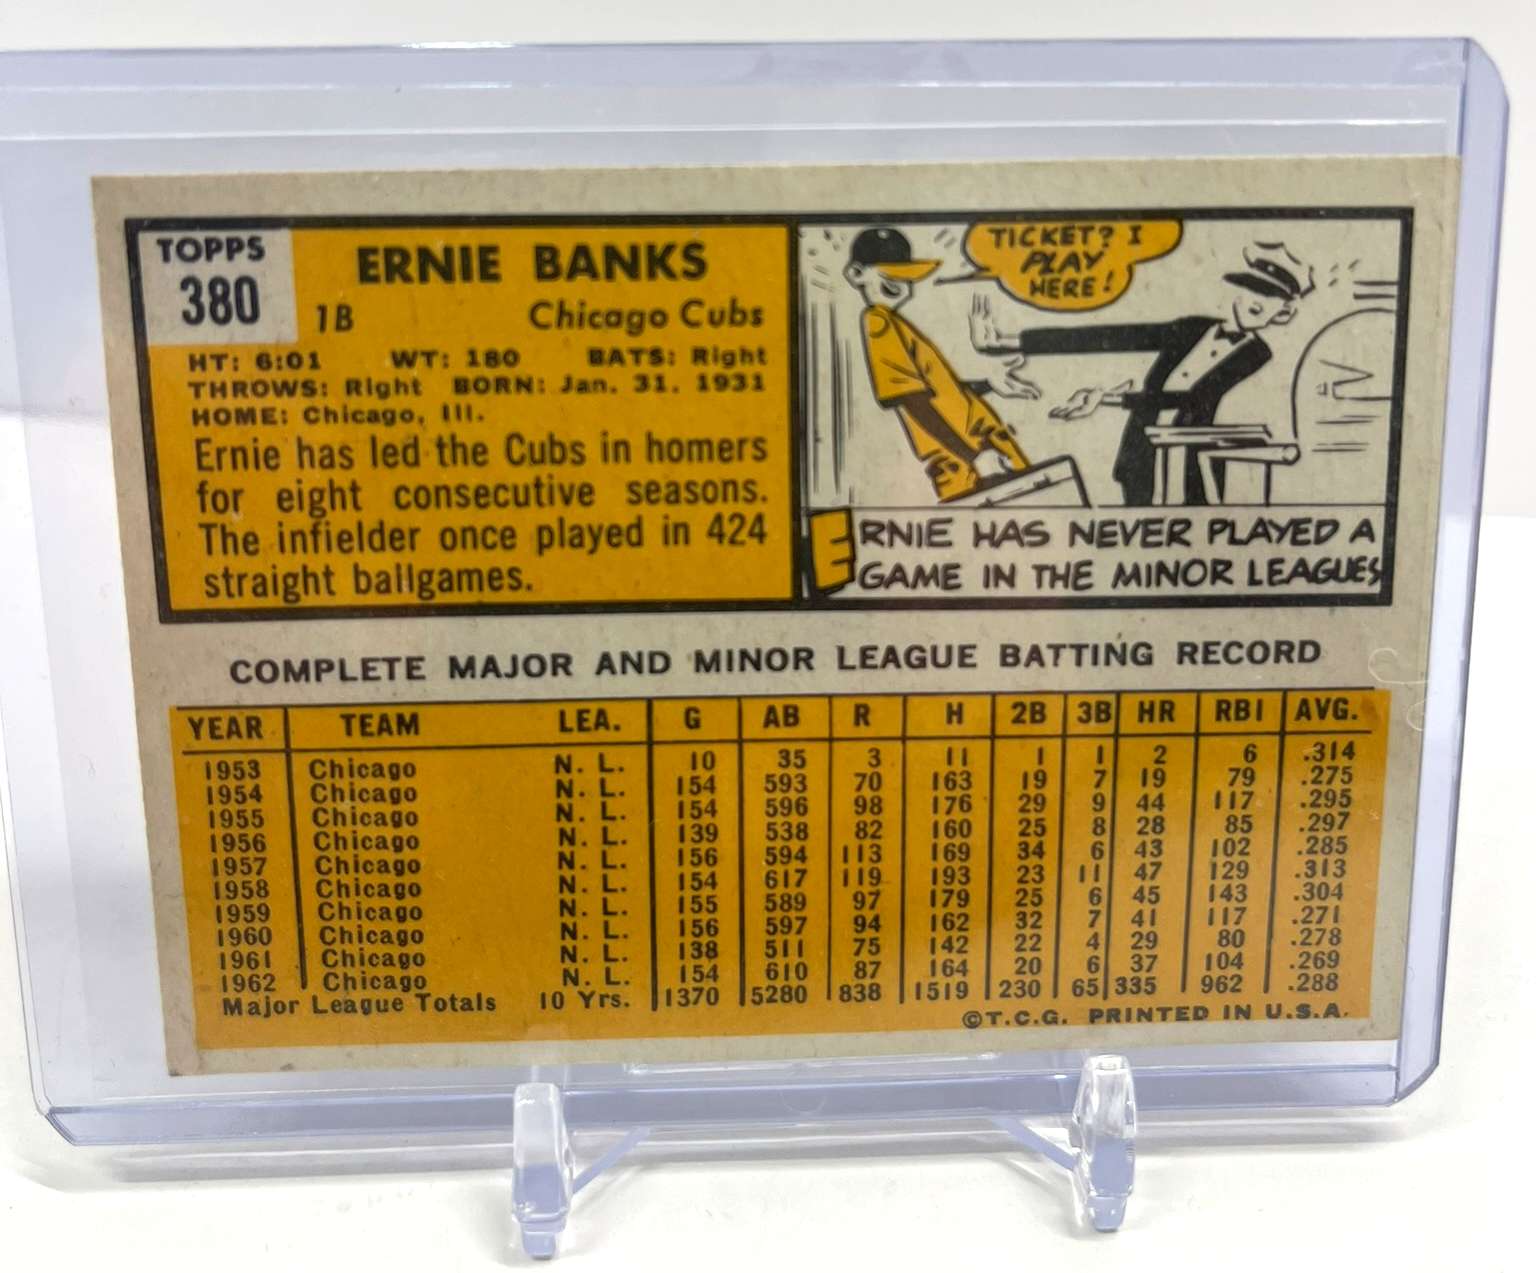 TOPPS
380
ERNIE BANKS
1B Chicago Cubs
HT: 6:01 WT: 180 BATS: Right
THROWS: Right BORN: Jan. 31. 1931
HOME: Chicago, Ill.
Ernie has led the Cubs in homers
for eight consecutive seasons.
The infielder once played in 424
straight ballgames.
TICKET? I
PLAY
HERE!
ERNIE HAS NEVER PLAYED A
GAME IN THE MINOR LEAGUES
COMPLETE MAJOR AND MINOR LEAGUE BATTING RECORD
YEAR TEAM LEA. G AB R H 2B 3B HR RBI AVG.
1953 Chicago N. L. 10 35 3 11 1 1 2 6 .314
1954 Chicago N. L. 154 593 70 163 19 7 19 79 .275
1955 Chicago N. L. 154 596 98 176 29 9 44 117 .295
1956 Chicago N. L. 139 538 82 160 25 8 28 85 .297
1957 Chicago N. L. 156 594 113 169 34 6 43 102 .285
1958 Chicago N. L. 154 617 119 193 23 11 47 129 .313
1959 Chicago N. L. 155 589 97 179 25 6 45 143 .304
1960 Chicago N. L. 156 597 94 162 32 7 41 117 .271
1961 Chicago N. L. 138 511 75 142 22 4 29 80 .278
1962 Chicago N. L. 154 610 87 164 20 6 37 104 .269
Major League Totals 10 Yrs. 1370 5280 838 1519 230 65 335 962 .288
©T.C.G. PRINTED IN U.S.A.